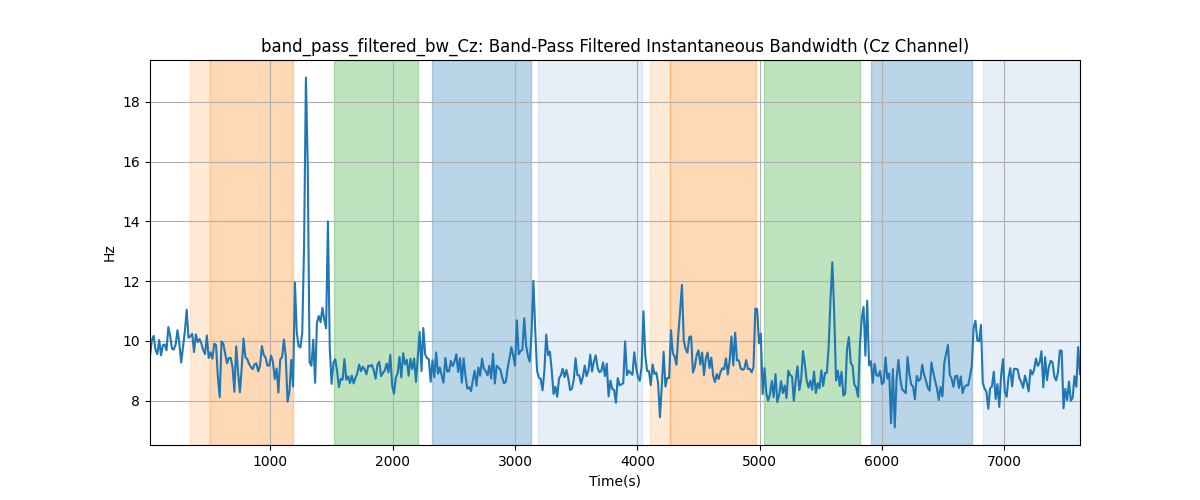 band_pass_filtered_bw_Cz: Band-Pass Filtered Instantaneous Bandwidth (Cz Channel)
18
16
14
12
10
8
Hz
1000 2000 3000 4000 5000 6000 7000
Time(s)